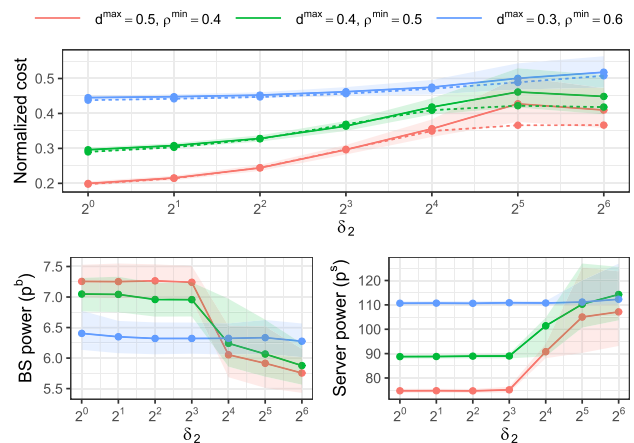 d^max = 0.5, ρ^min = 0.4 d^max = 0.4, ρ^min = 0.5 d^max = 0.3, ρ^min = 0.6
Normalized cost
0.5
0.4
0.3
0.2
2^0 2^1 2^2 2^3 2^4 2^5 2^6
δ_2
BS power (p^b)
7.5
7.0
6.5
6.0
5.5
2^0 2^1 2^2 2^3 2^4 2^5 2^6
δ_2
Server power (p^s)
120
110
100
90
80
2^0 2^1 2^2 2^3 2^4 2^5 2^6
δ_2